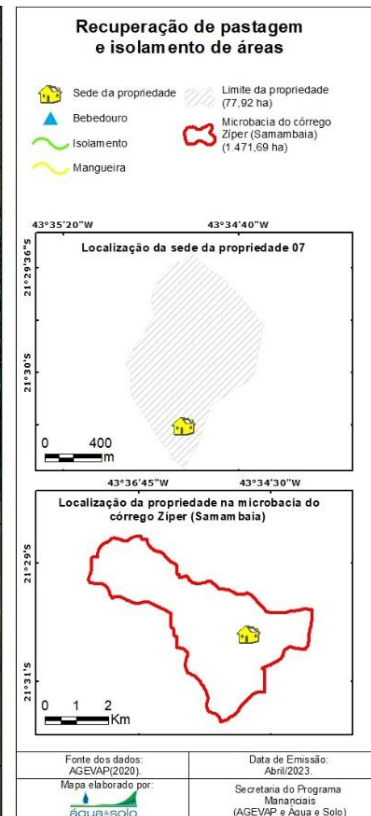 Recuperação de pastagem
e isolamento de áreas
Sede da propriedade
Bebedouro
Isolamento
Mangueira
Limite da propriedade
(77,92 ha)
Microbacia do córrego
Zíper (Samambaia)
(1.471,69 ha)
43°35'20"W 43°34'40"W
Localização da sede da propriedade 07
21°29'36"S
21°30'S
0 400
m
43°36'45"W 43°34'30"W
Localização da propriedade na microbacia do
córrego Zíper (Samambaia)
21°29'S
21°31'S
0 1 2
Km
Fonte dos dados:
AGEVAP(2020).
Data de Emissão:
Abril/2023.
Mapa elaborado por:
água e solo
Secretaria do Programa
Mananciais
(AGEVAP e Água e Solo)